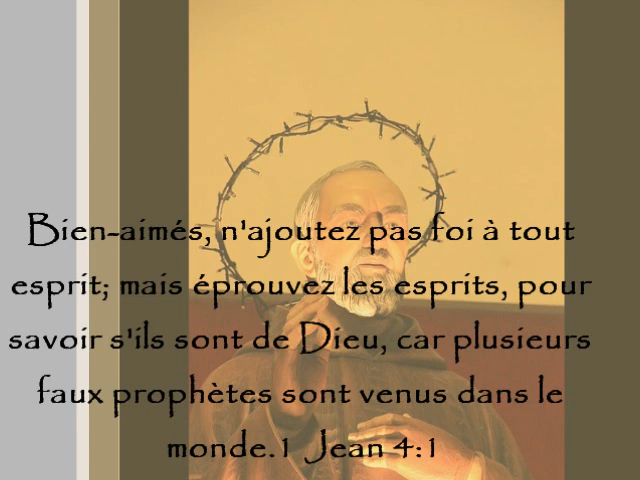 Bien-aimés, n'ajoutez pas foi à tout
esprit; mais éprouvez les esprits, pour
savoir s'ils sont de Dieu, car plusieurs
faux prophètes sont venus dans le
monde.1 Jean 4:1